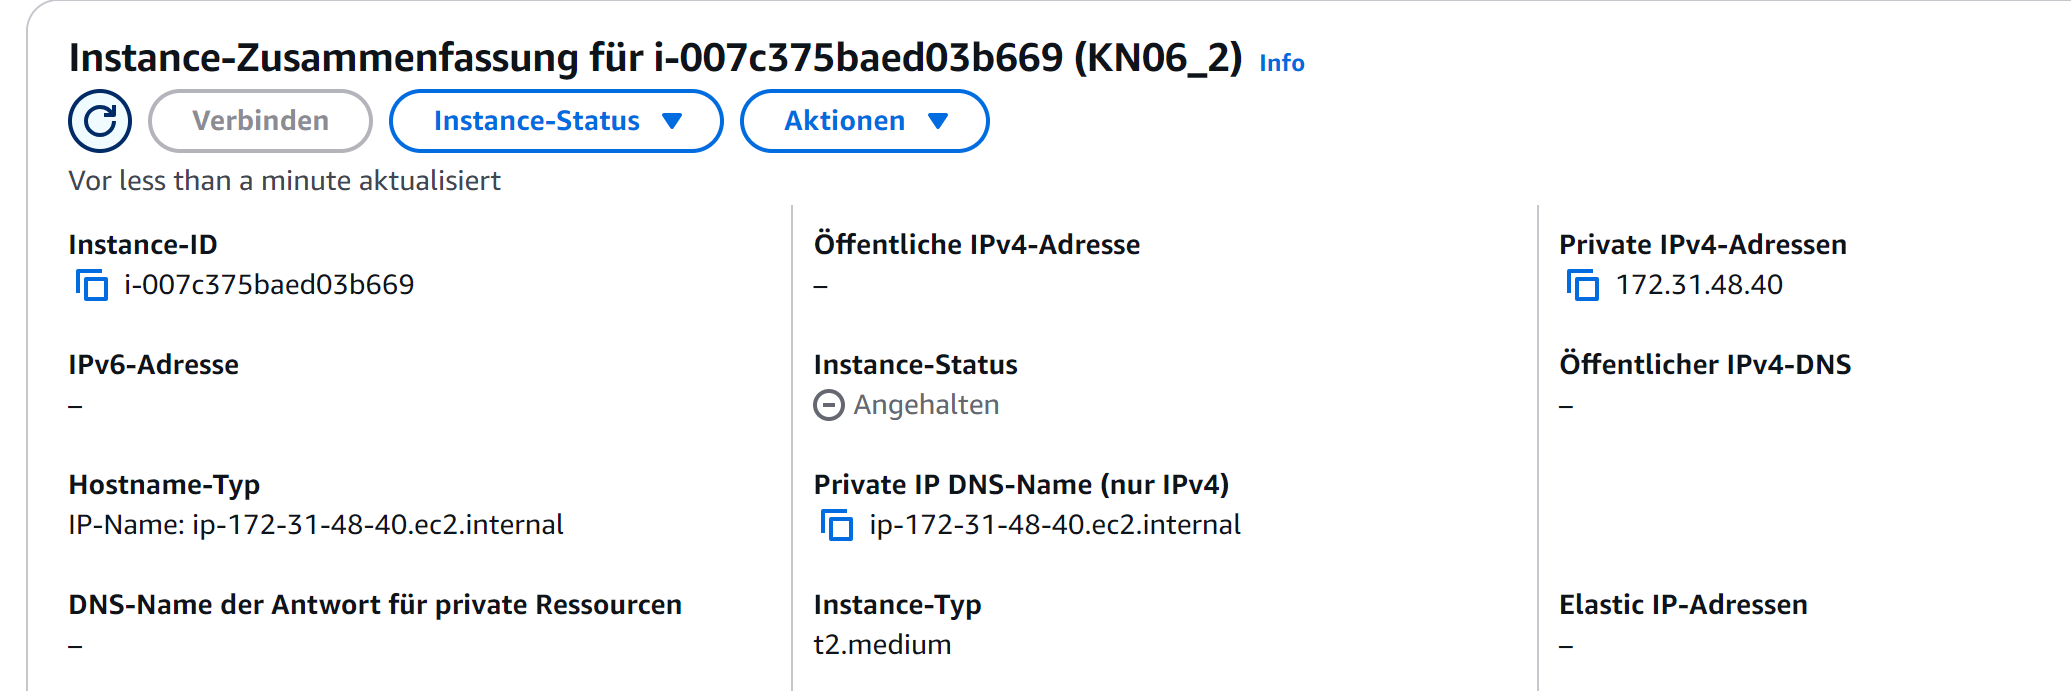 Instance-Zusammenfassung für i-007c375baed03b669 (KN06_2) Info
Verbinden Instance-Status Aktionen
Vor less than a minute aktualisiert
Instance-ID
i-007c375baed03b669
Öffentliche IPv4-Adresse
–
Private IPv4-Adressen
172.31.48.40
IPv6-Adresse
–
Instance-Status
Angehalten
Öffentlicher IPv4-DNS
–
Hostname-Typ
IP-Name: ip-172-31-48-40.ec2.internal
Private IP DNS-Name (nur IPv4)
ip-172-31-48-40.ec2.internal
DNS-Name der Antwort für private Ressourcen
–
Instance-Typ
t2.medium
Elastic IP-Adressen
–